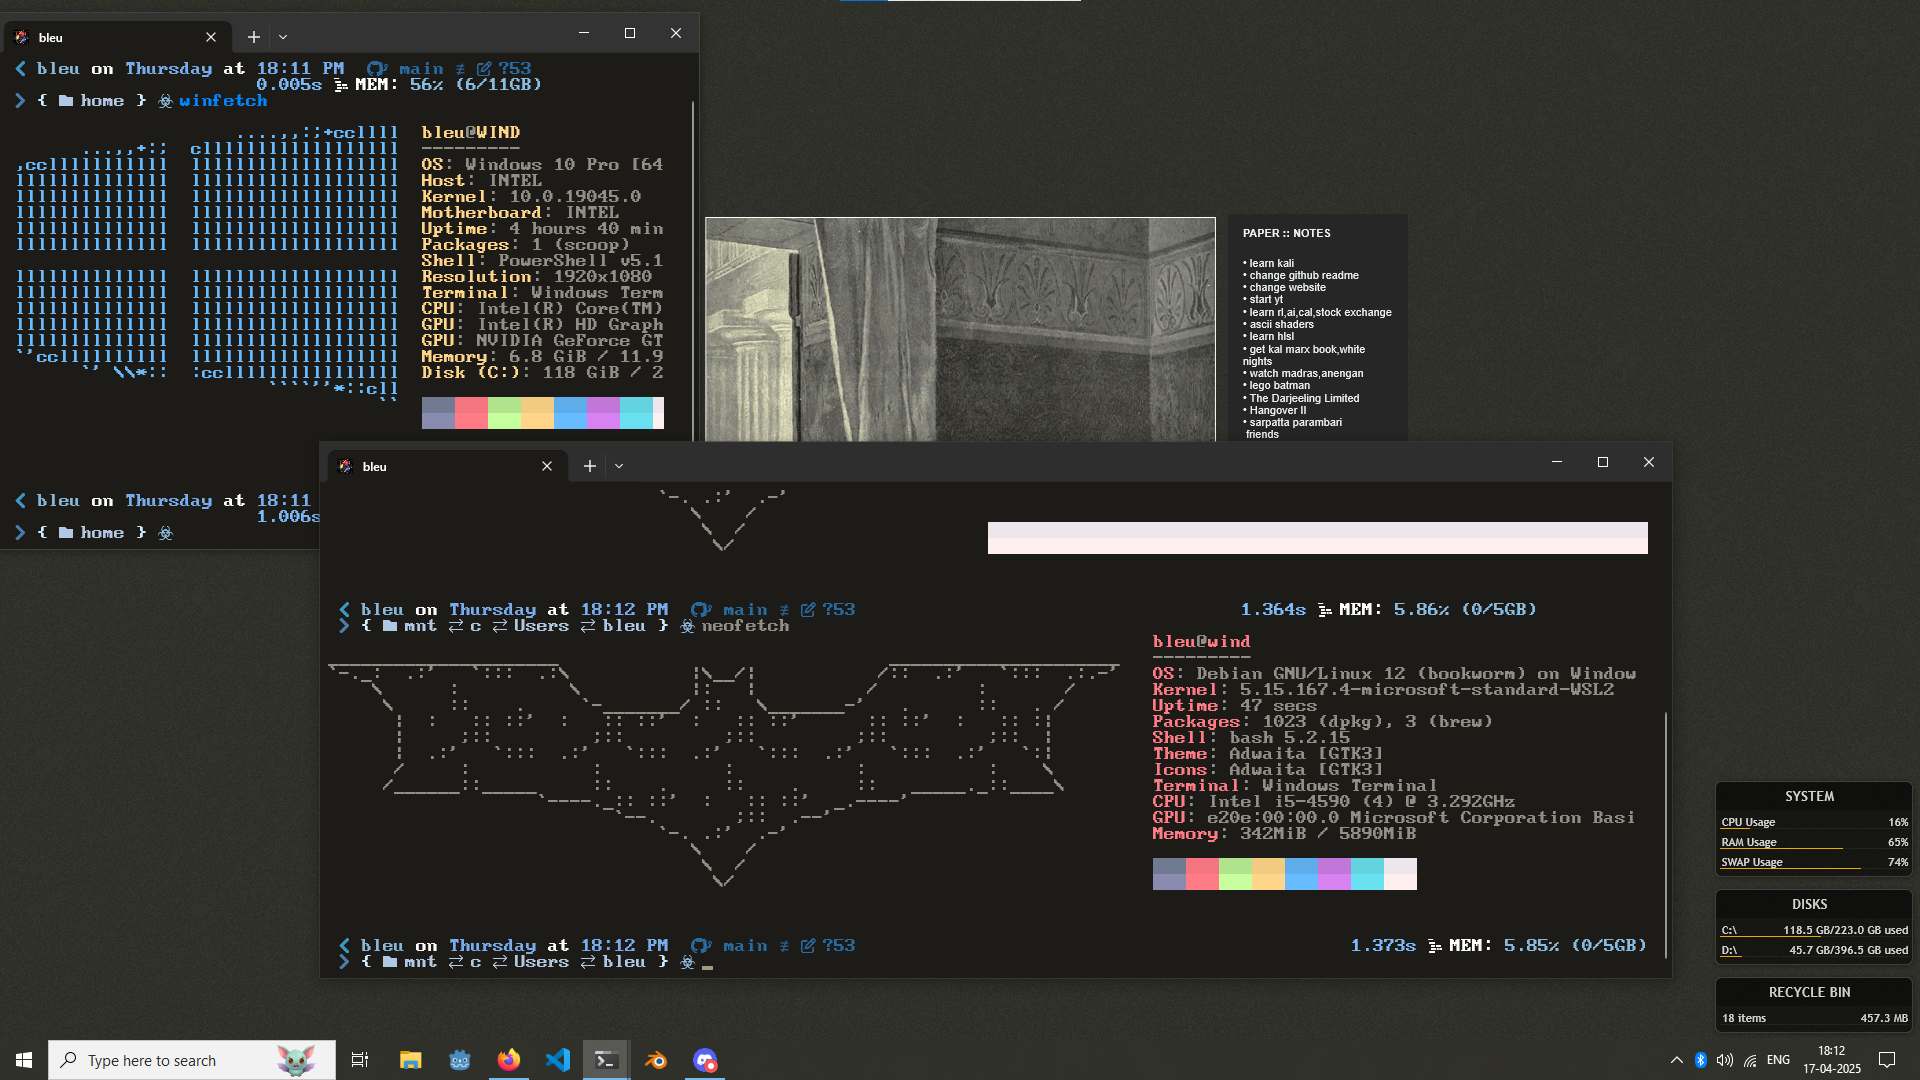 bleu
bleu on Thursday at 18:11 PM main ≢ ?53
0.005s MEM: 56% (6/11GB)
{ home } winfetch
bleu@WIND
---------
OS: Windows 10 Pro [64
Host: INTEL
Kernel: 10.0.19045.0
Motherboard: INTEL
Uptime: 4 hours 40 min
Packages: 1 (scoop)
Shell: PowerShell v5.1
Resolution: 1920x1080
Terminal: Windows Term
CPU: Intel(R) Core(TM)
GPU: Intel(R) HD Graph
GPU: NVIDIA GeForce GT
Memory: 6.8 GiB / 11.9
Disk (C:): 118 GiB / 2
bleu on Thursday at 18:11
1.006s
{ home }
PAPER :: NOTES
• learn kali
• change github readme
• change website
• start yt
• learn rl,ai,cal,stock exchange
• ascii shaders
• learn hlsl
• get kal marx book,white
nights
• watch madras,anengan
• lego batman
• The Darjeeling Limited
• Hangover II
• sarpatta parambari
friends
bleu
bleu on Thursday at 18:12 PM main ≢ ?53 1.364s MEM: 5.86% (0/5GB)
{ mnt ⇄ c ⇄ Users ⇄ bleu } neofetch
bleu@wind
---------
OS: Debian GNU/Linux 12 (bookworm) on Window
Kernel: 5.15.167.4-microsoft-standard-WSL2
Uptime: 47 secs
Packages: 1023 (dpkg), 3 (brew)
Shell: bash 5.2.15
Theme: Adwaita [GTK3]
Icons: Adwaita [GTK3]
Terminal: Windows Terminal
CPU: Intel i5-4590 (4) @ 3.292GHz
GPU: e20e:00:00.0 Microsoft Corporation Basi
Memory: 342MiB / 5890MiB
bleu on Thursday at 18:12 PM main ≢ ?53 1.373s MEM: 5.85% (0/5GB)
{ mnt ⇄ c ⇄ Users ⇄ bleu }
SYSTEM
CPU Usage 16%
RAM Usage 65%
SWAP Usage 74%
DISKS
C:\ 118.5 GB/223.0 GB used
D:\ 45.7 GB/396.5 GB used
RECYCLE BIN
18 items 457.3 MB
Type here to search
ENG
18:12
17-04-2025